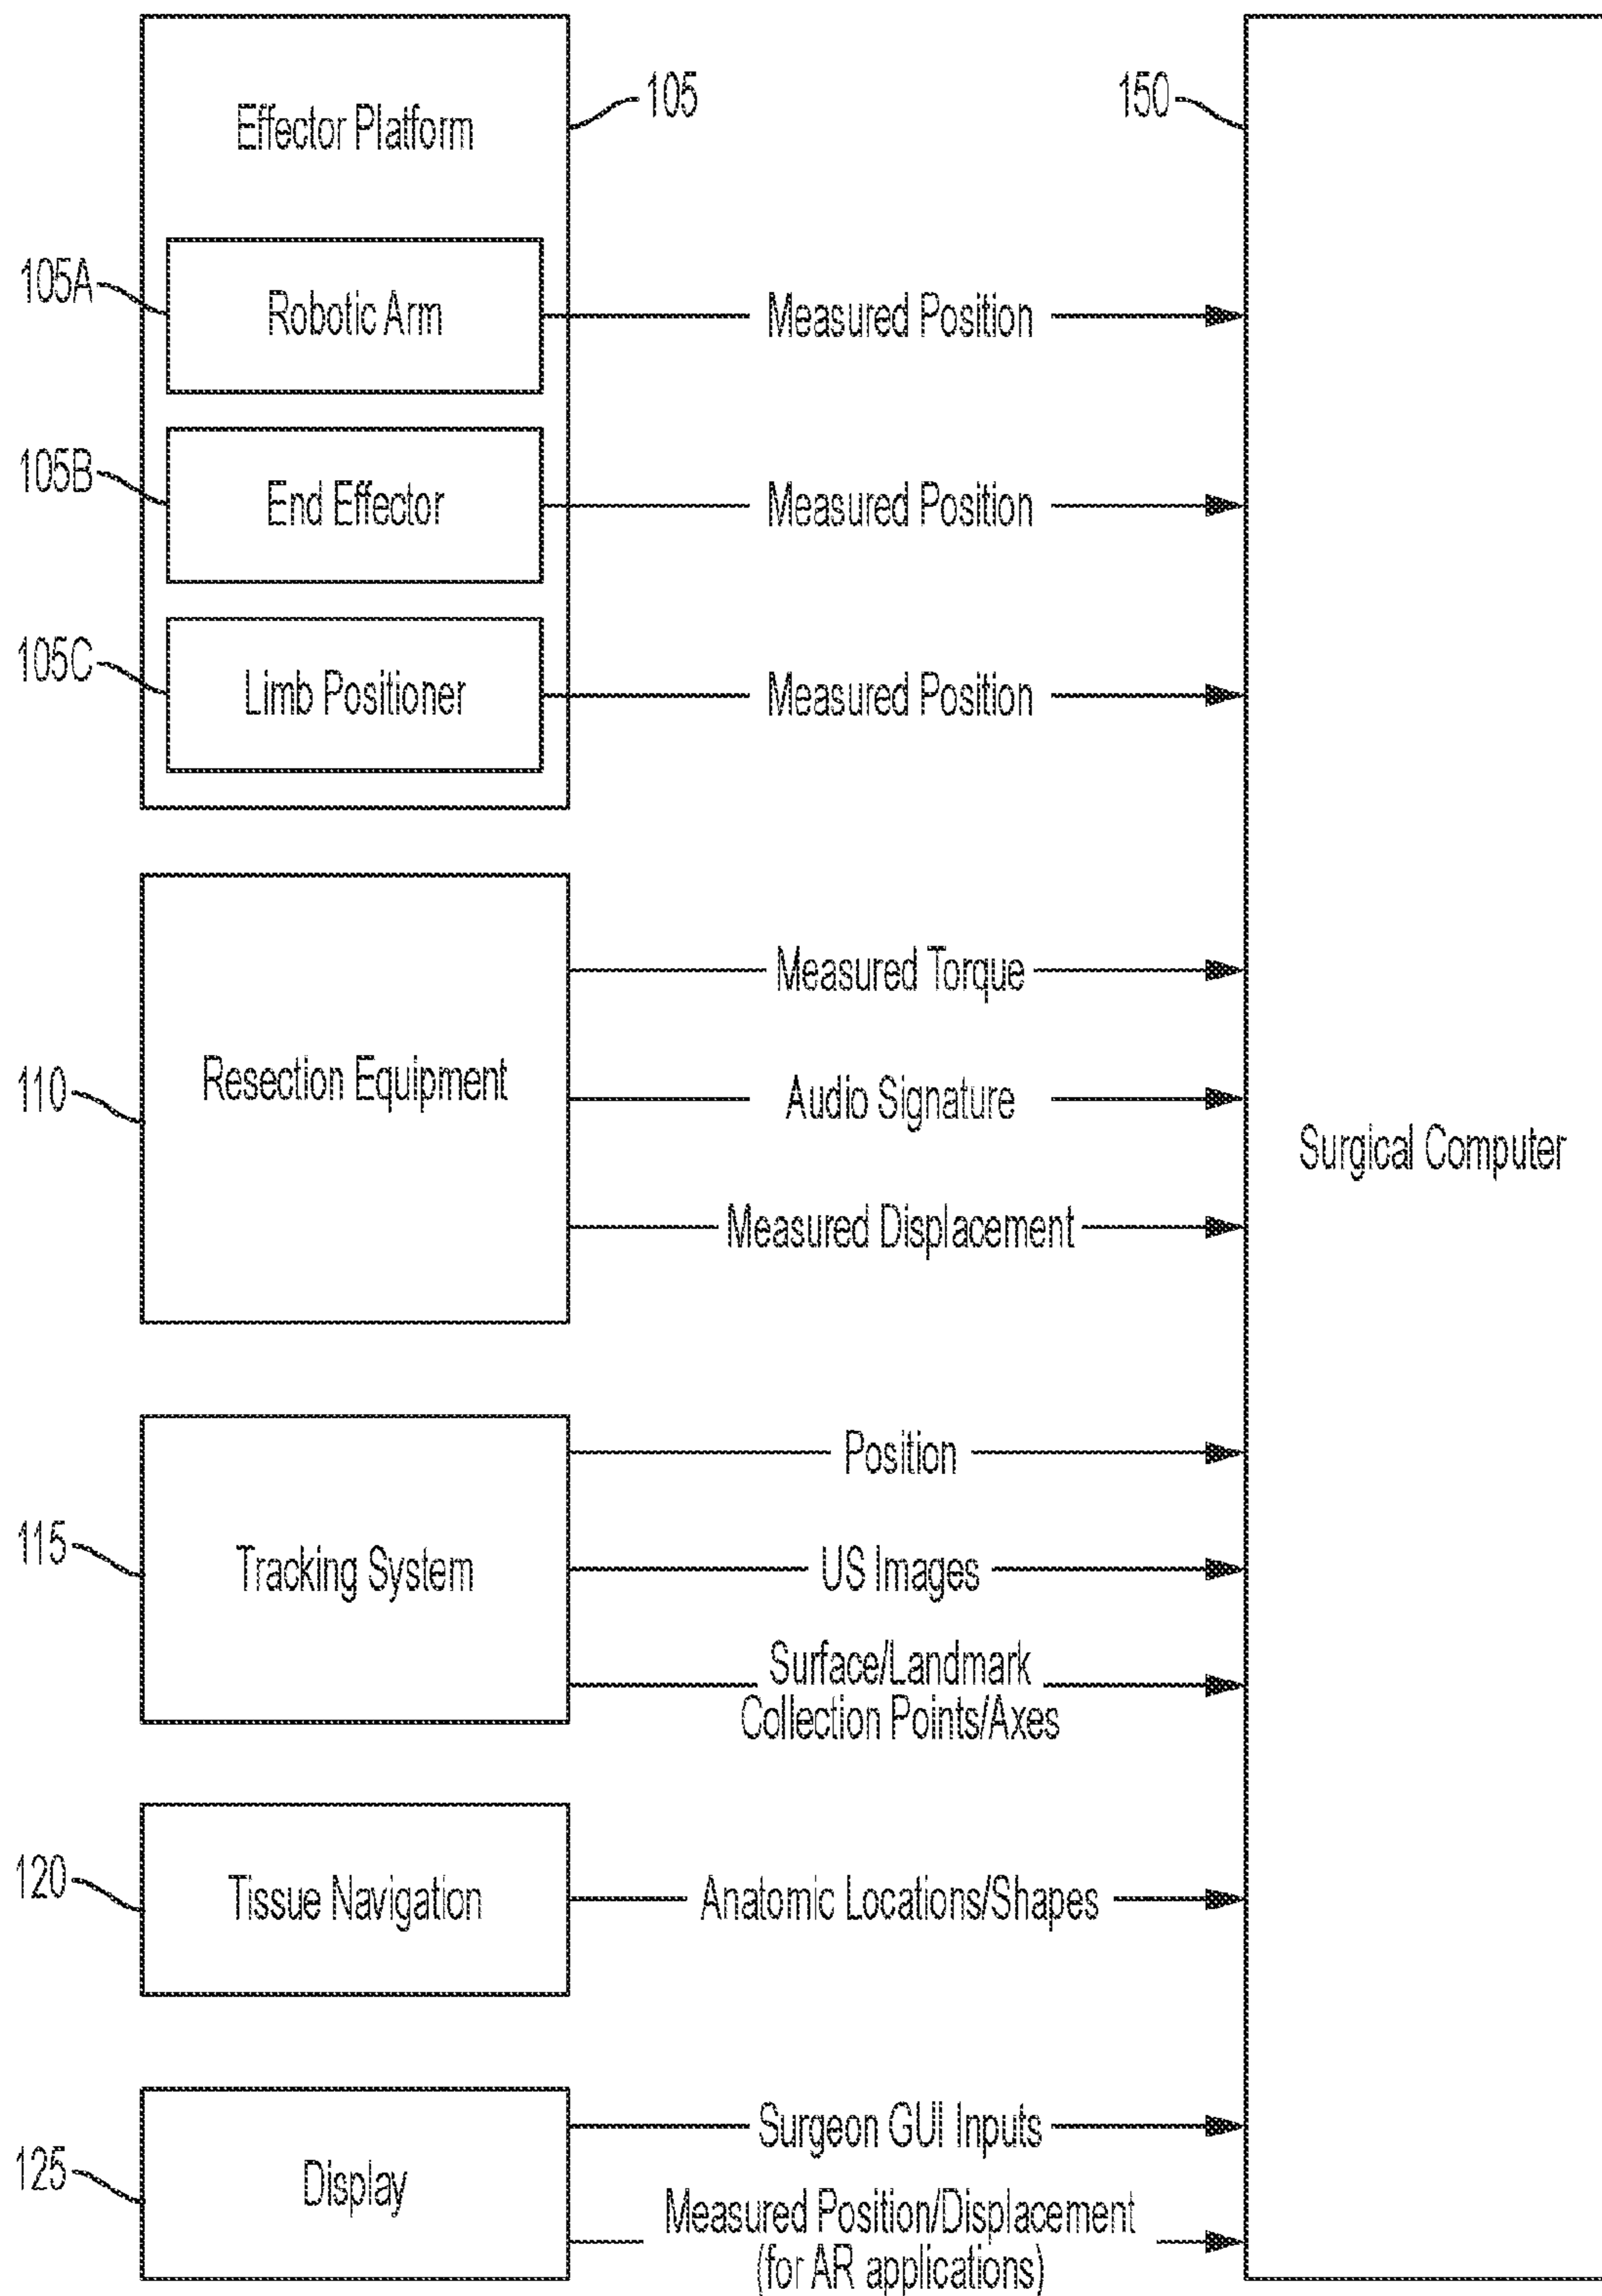 Effector Platform
105
150
105A
Robotic Arm
Measured Position
105B
End Effector
Measured Position
105C
Limb Positioner
Measured Position
110
Resection Equipment
Measured Torque
Audio Signature
Measured Displacement
Surgical Computer
115
Tracking System
Position
US Images
Surface/Landmark
Collection Points/Axes
120
Tissue Navigation
Anatomic Locations/Shapes
125
Display
Surgeon GUI Inputs
Measured Position/Displacement
(for AR applications)